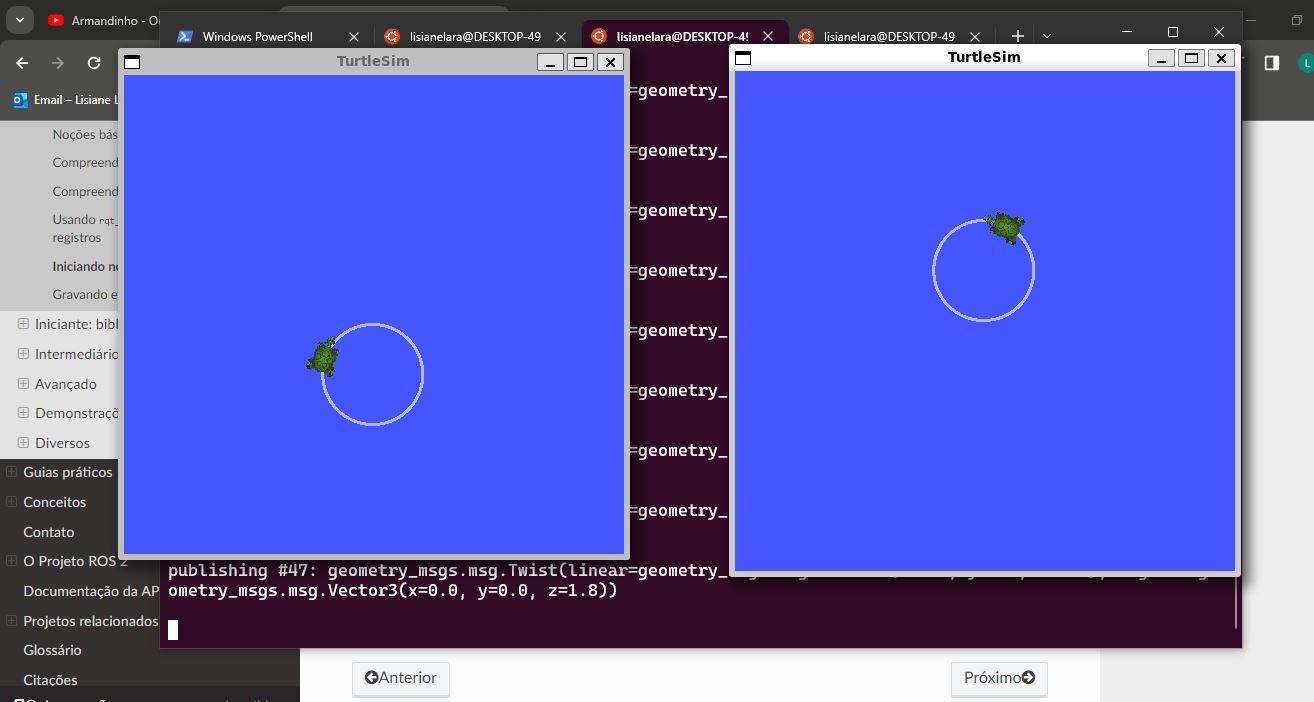 Armandinho - O
Windows PowerShell
lisianelara@DESKTOP-49
lisianelara@DESKTOP-49
lisianelara@DESKTOP-49
L
TurtleSim
TurtleSim
Email – Lisiane L
Noções bás
Compreend
Compreend
Usando rqt_
registros
Iniciando n
Gravando e
Iniciante: bibl
Intermediário
Avançado
Demonstraçõ
Diversos
Guias práticos
Conceitos
Contato
O Projeto ROS 2
Documentação da AP
Projetos relacionados
Glossário
Citações
=geometry_
=geometry_
=geometry_
=geometry_
=geometry_
=geometry_
=geometry_
=geometry_
publishing #47: geometry_msgs.msg.Twist(linear=geometry_
ometry_msgs.msg.Vector3(x=0.0, y=0.0, z=1.8))
Anterior
Próximo